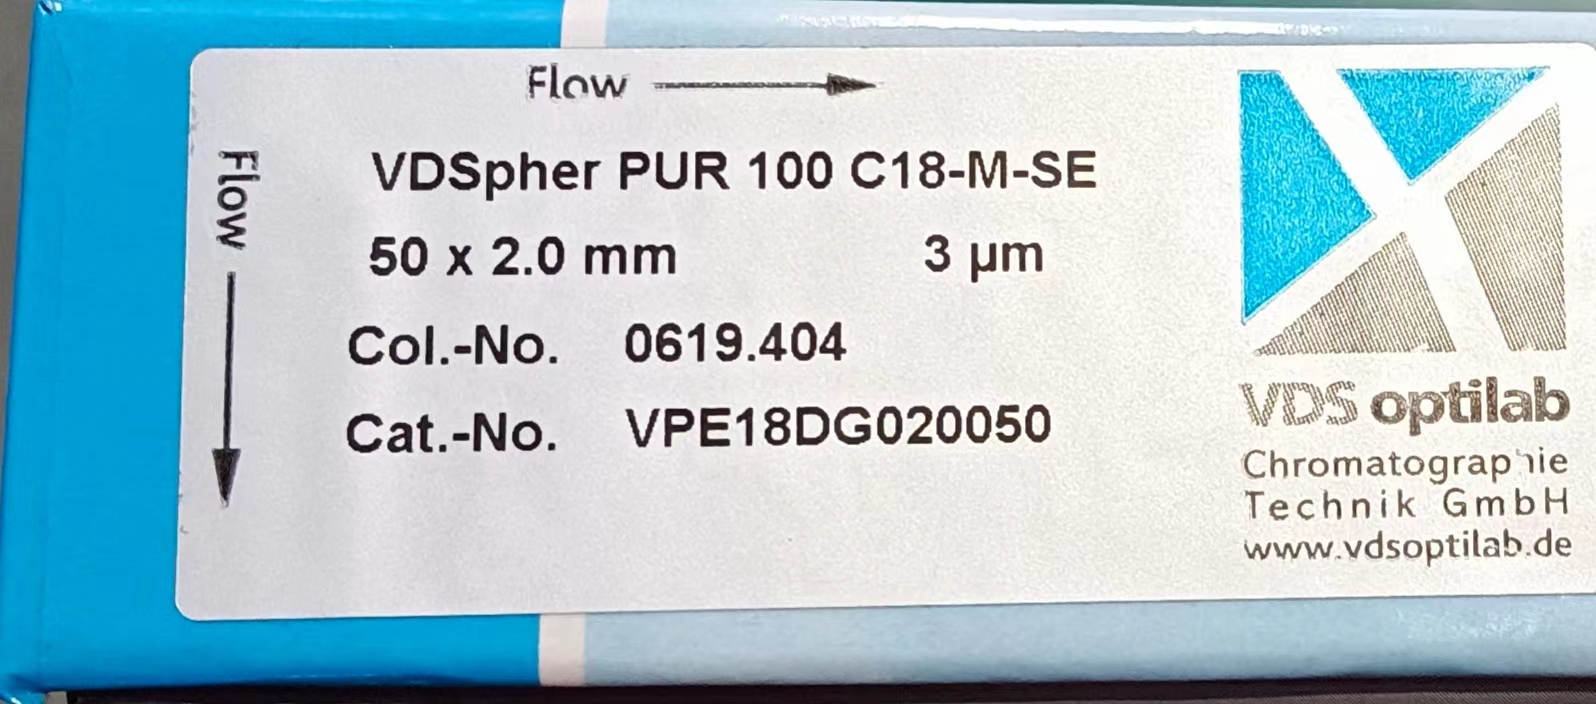 Flow
Flow
VDSpher PUR 100 C18-M-SE
50 x 2.0 mm 3 µm
Col.-No. 0619.404
Cat.-No. VPE18DG020050
VDS optilab
Chromatographie
Technik GmbH
www.vdsoptilab.de